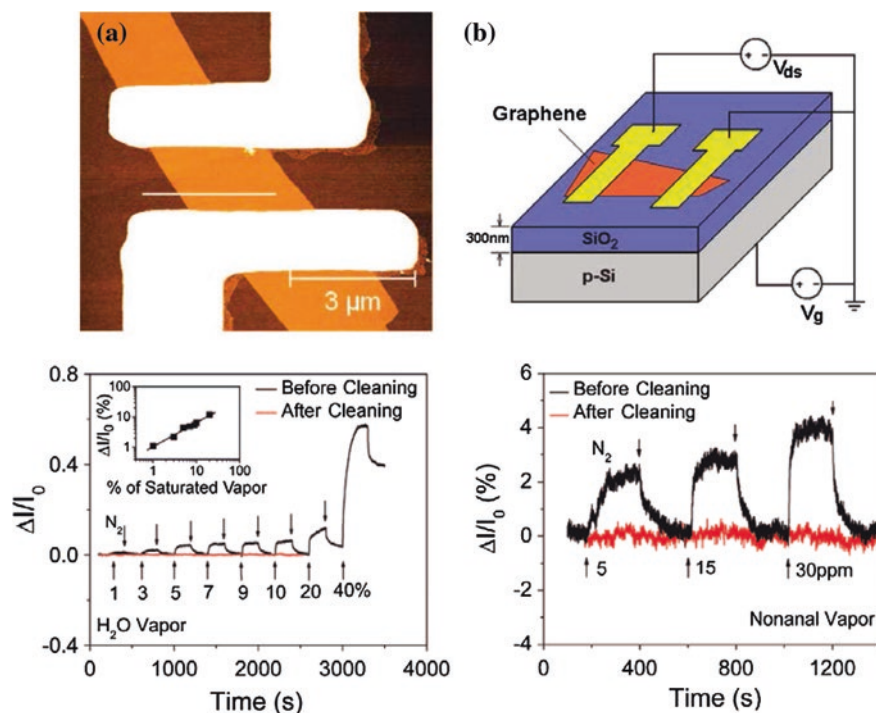 (a)
3 µm
(b)
V_ds
Graphene
300nm
SiO₂
p-Si
V_g
ΔI/I₀
0.8
0.4
0.0
-0.4
ΔI/I₀ (%)
100
10
1
1 10 100
% of Saturated Vapor
Before Cleaning
After Cleaning
N₂
1 3 5 7 9 10 20 40%
H₂O Vapor
0 1000 2000 3000 4000
Time (s)
ΔI/I₀ (%)
6
4
2
0
-2
-4
Before Cleaning
After Cleaning
N₂
5 15 30ppm
Nonanal Vapor
0 400 800 1200
Time (s)